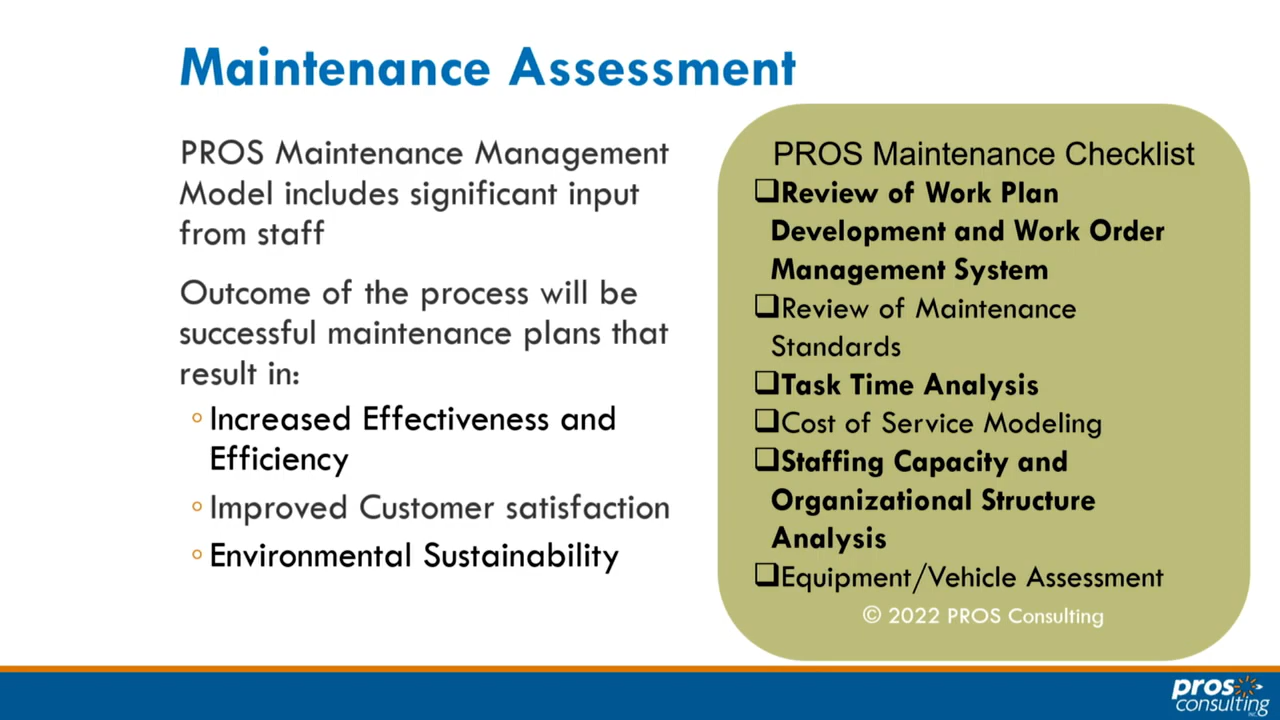 Maintenance Assessment
PROS Maintenance Management
Model includes significant input
from staff
Outcome of the process will be
successful maintenance plans that
result in:
Increased Effectiveness and
Efficiency
Improved Customer satisfaction
Environmental Sustainability
PROS Maintenance Checklist
Review of Work Plan
Development and Work Order
Management System
Review of Maintenance
Standards
Task Time Analysis
Cost of Service Modeling
Staffing Capacity and
Organizational Structure
Analysis
Equipment/Vehicle Assessment
© 2022 PROS Consulting
pros
consulting
INC.